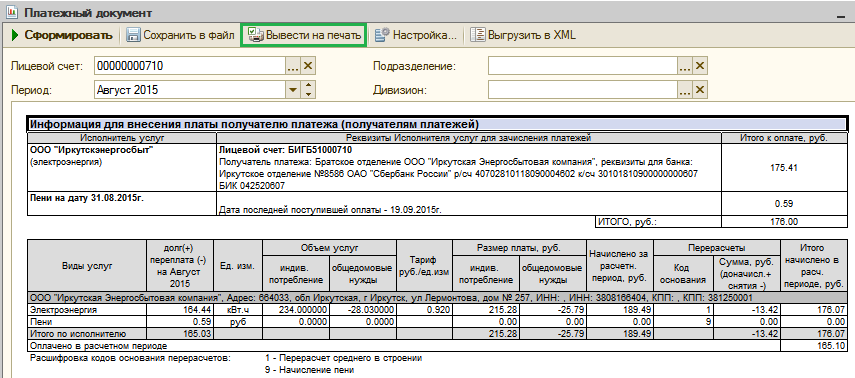 Платежный документ
Сформировать Сохранить в файл Вывести на печать Настройка... Выгрузить в XML
Лицевой счет: 00000000710 ... Подразделение: ...
Период: Август 2015 Дивизион: ...
Информация для внесения платы получателю платежа (получателям платежей)
Исполнитель услуг Реквизиты Исполнителя услуг для зачисления платежей Итого к оплате, руб.
ООО "Иркутскэнергосбыт" Лицевой счет: БИГБ51000710
(электроэнергия) Получатель платежа: Братское отделение ООО "Иркутская Энергосбытовая компания", реквизиты для банка: 175.41
Иркутское отделение №8586 ОАО "Сбербанк России" р/сч 40702810118090004602 к/сч 30101810900000000607
БИК 042520607
Пени на дату 31.08.2015г. 0.59
Дата последней поступившей оплаты - 19.09.2015г.
ИТОГО, руб.: 176.00
Виды услуг долг(+) переплата (-) на Август 2015 Ед. изм. Объем услуг Тариф руб./ед.изм Размер платы, руб. Начислено за расчетн. период, руб. Перерасчеты Итого начислено в расч. периоде, руб.
индив. потребление общедомовые нужды индив. потребление общедомовые нужды Код основания Сумма, руб. (доначисл.+ снятия -)
ООО "Иркутская Энергосбытовая компания", Адрес: 664033, обл Иркутская, г Иркутск, ул Лермонтова, дом № 257, ИНН: , ИНН: 3808166404, КПП: , КПП: 381250001
Электроэнергия 164.44 кВт.ч 234.000000 -28.030000 0.920 215.28 -25.79 189.49 1 -13.42 176.07
Пени 0.59 руб 0.0000 0.0000 0.00 0.00 0.00 9 0.00 0.00
Итого по исполнителю 165.03 215.28 -25.79 189.49 -13.42 176.07
Оплачено в расчетном периоде 165.10
Расшифровка кодов основания перерасчетов: 1 - Перерасчет среднего в строении
9 - Начисление пени